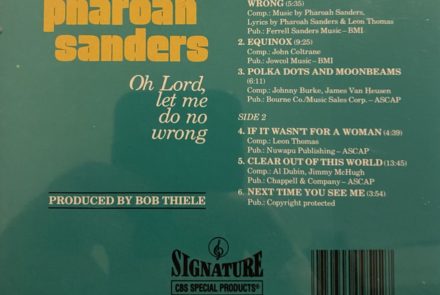 pharoah
sanders
Oh Lord,
let me
do no
wrong
PRODUCED BY BOB THIELE
WRONG (5:35)
Comp.: Music by Pharoah Sanders,
Lyrics by Pharoah Sanders & Leon Thomas
Pub.: Ferrell Sanders Music – BMI
2. EQUINOX (9:25)
Comp.: John Coltrane
Pub.: Jowcol Music – BMI
3. POLKA DOTS AND MOONBEAMS
(6:11)
Comp.: Johnny Burke, James Van Heusen
Pub.: Bourne Co./Music Sales Corp. – ASCAP
SIDE 2
4. IF IT WASN'T FOR A WOMAN (4:39)
Comp.: Leon Thomas
Pub.: Nuwapu Publishing – ASCAP
5. CLEAR OUT OF THIS WORLD (13:45)
Comp.: Al Dubin, Jimmy McHugh
Pub.: Chappell & Company – ASCAP
6. NEXT TIME YOU SEE ME (3:54)
Pub.: Copyright protected
SIGNATURE
CBS SPECIAL PRODUCTS®